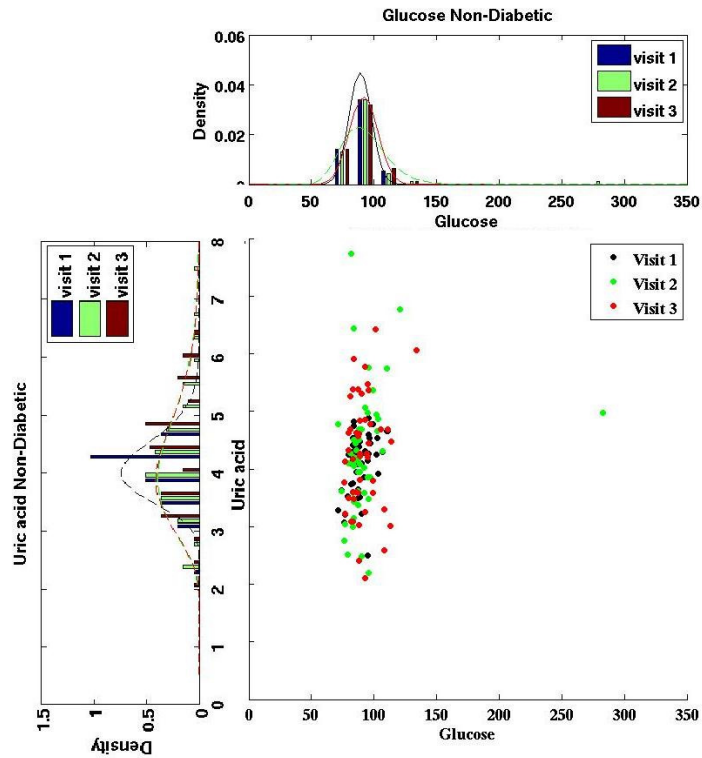 Glucose Non-Diabetic
0.06
0.04
0.02
Density
visit 1
visit 2
visit 3
0 50 100 150 200 250 300 350
Glucose
visit 1
visit 2
visit 3
Uric acid Non-Diabetic
8
7
6
5
4
3
2
1
0
Uric acid
1.5 1 0.5 0
Density
Visit 1
Visit 2
Visit 3
0 50 100 150 200 250 300 350
Glucose